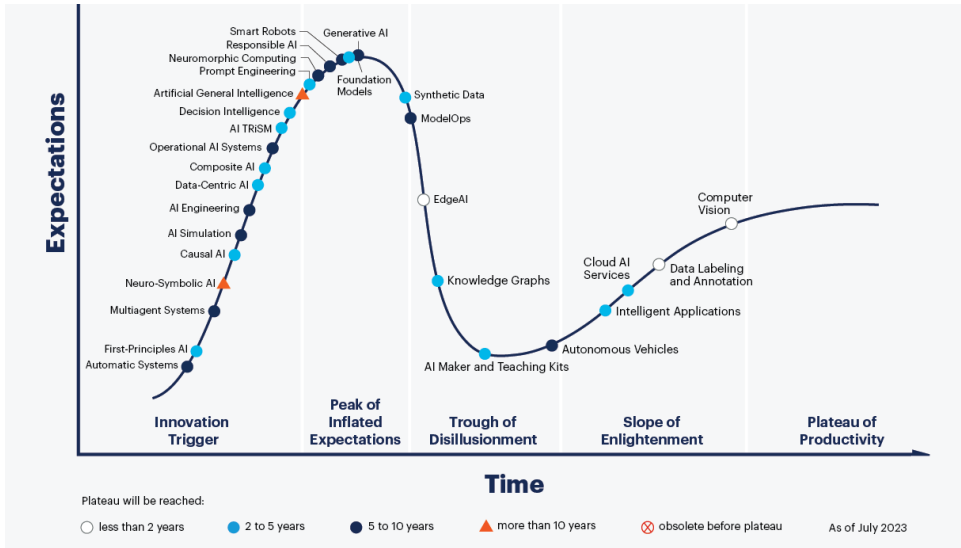 Expectations
Smart Robots
Generative AI
Responsible AI
Neuromorphic Computing
Prompt Engineering
Foundation
Models
Artificial General Intelligence
Synthetic Data
Decision Intelligence
ModelOps
AI TRiSM
Operational AI Systems
Composite AI
Data-Centric AI
EdgeAI
Computer
Vision
AI Engineering
AI Simulation
Causal AI
Cloud AI
Services
Data Labeling
and Annotation
Neuro-Symbolic AI
Knowledge Graphs
Multiagent Systems
Intelligent Applications
First-Principles AI
Autonomous Vehicles
Automatic Systems
AI Maker and Teaching Kits
Innovation
Trigger
Peak of
Inflated
Expectations
Trough of
Disillusionment
Slope of
Enlightenment
Plateau of
Productivity
Time
Plateau will be reached:
less than 2 years
2 to 5 years
5 to 10 years
more than 10 years
obsolete before plateau
As of July 2023